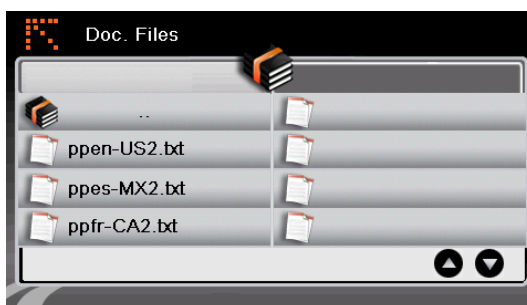 Doc. Files
..
ppen-US2.txt
ppes-MX2.txt
ppfr-CA2.txt